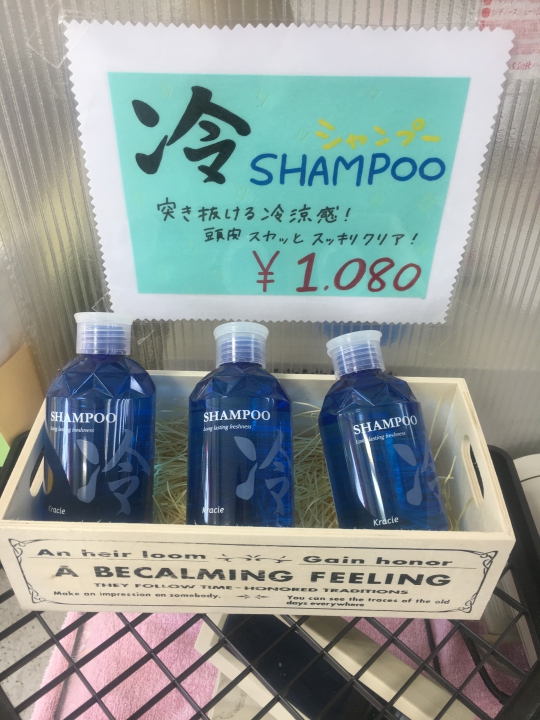 冷
シャンプー
SHAMPOO
突き抜ける冷涼感!
頭皮スカッとスッキリクリア!
¥1.080
SHAMPOO
Long lasting freshness
冷
Kracie
SHAMPOO
Long lasting freshness
冷
Kracie
SHAMPOO
Long lasting freshness
冷
Kracie
An heir loom Gain honor
A BECALMING FEELING
THEY FOLLOW TIME-HONORED TRADITIONS
Make an impression on somebody. You can see the traces of the old
days everywhere